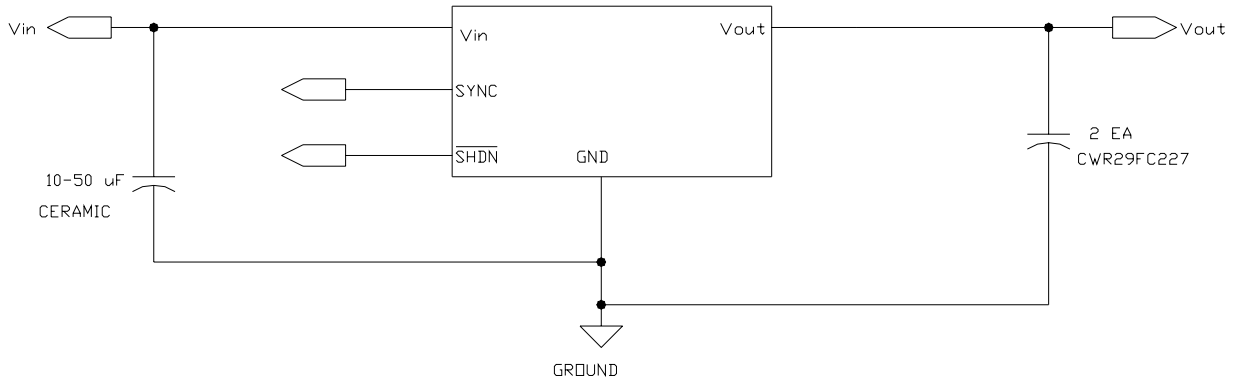 Vin
Vin
Vout
Vout
SYNC
SHDN
GND
2 EA
CWR29FC227
10-50 uF
CERAMIC
GROUND